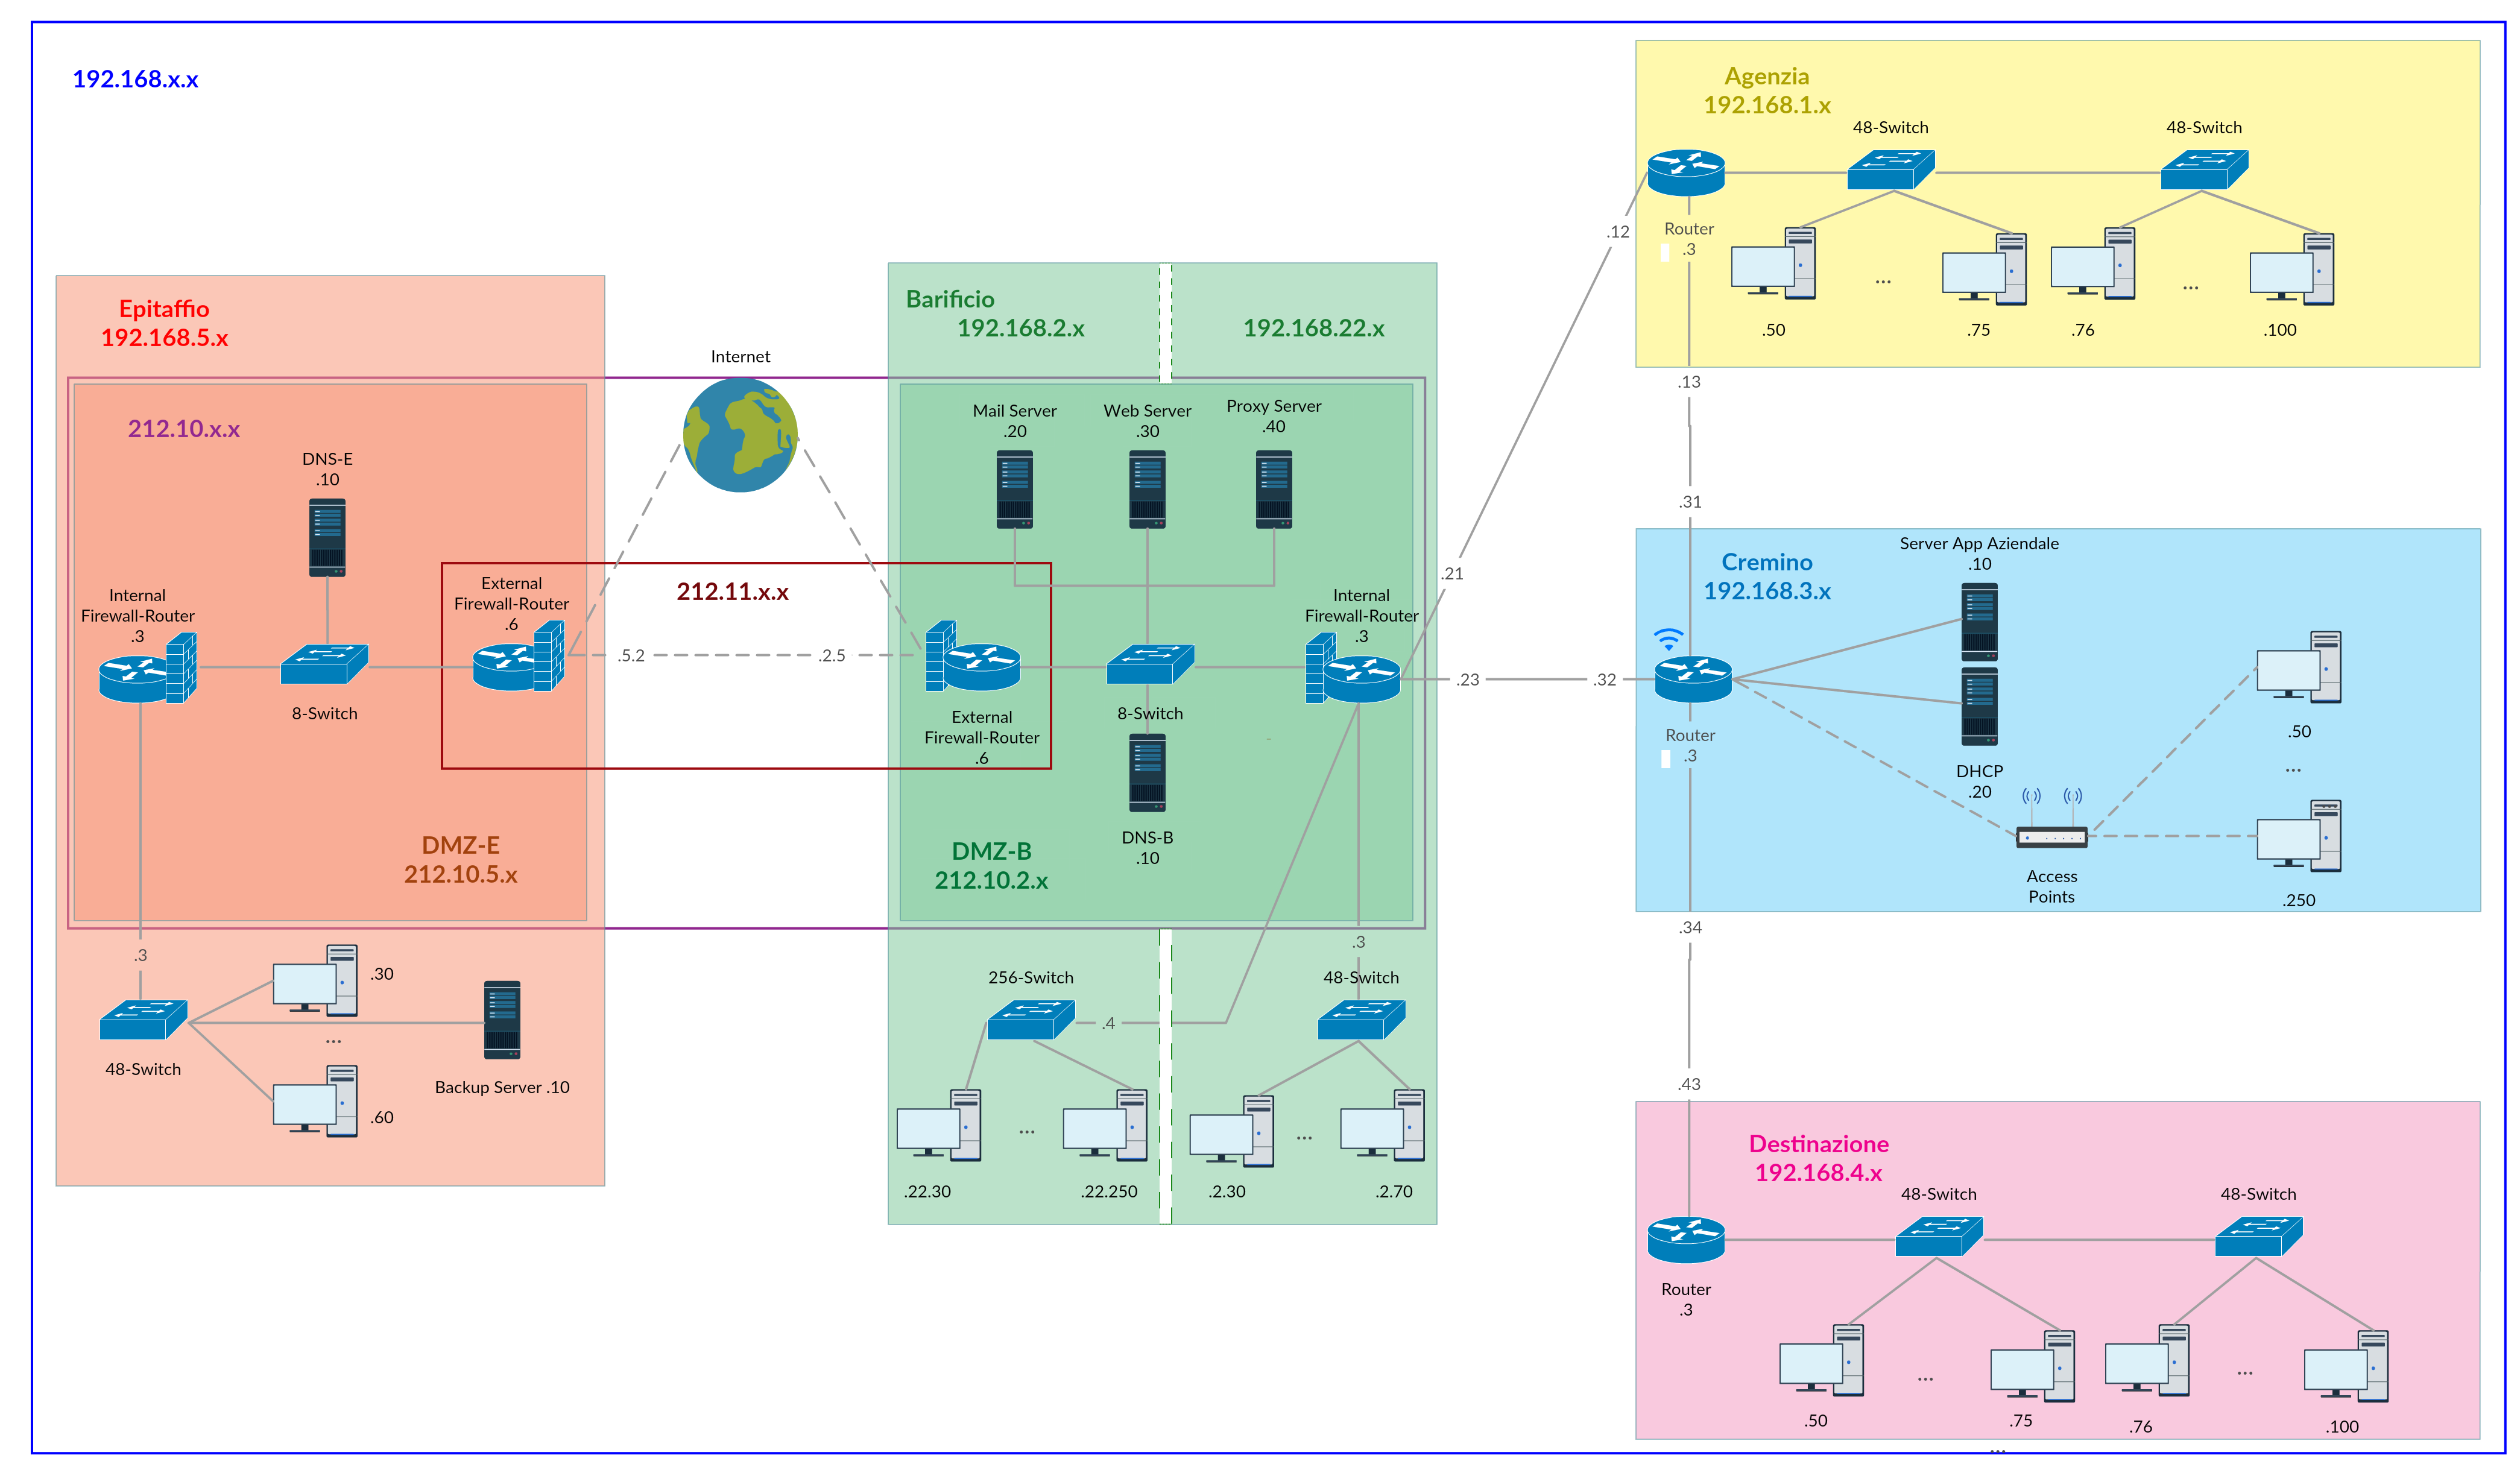 192.168.x.x
Epitaffio
192.168.5.x
212.10.x.x
DNS-E
.10
Internal
Firewall-Router
.3
8-Switch
External
Firewall-Router
.6
DMZ-E
212.10.5.x
.3
48-Switch
.30
...
.60
Backup Server .10
Internet
212.11.x.x
.5.2
.2.5
Barificio
192.168.2.x
192.168.22.x
Mail Server
.20
Web Server
.30
Proxy Server
.40
External
Firewall-Router
.6
8-Switch
Internal
Firewall-Router
.3
DNS-B
.10
DMZ-B
212.10.2.x
256-Switch
.4
.3
48-Switch
...
...
.22.30
.22.250
.2.30
.2.70
.12
.21
.23
.32
Agenzia
192.168.1.x
48-Switch
48-Switch
Router
.3
...
...
.50
.75
.76
.100
.13
.31
Cremino
192.168.3.x
Server App Aziendale
.10
Router
.3
DHCP
.20
.50
...
Access
Points
.250
.34
.43
Destinazione
192.168.4.x
48-Switch
48-Switch
Router
.3
...
...
.50
.75
.76
.100
...